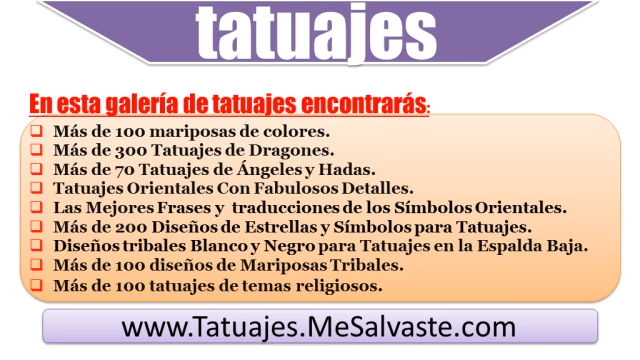 tatuajes
En esta galería de tatuajes encontrarás:
Más de 100 mariposas de colores.
Más de 300 Tatuajes de Dragones.
Más de 70 Tatuajes de Ángeles y Hadas.
Tatuajes Orientales Con Fabulosos Detalles.
Las Mejores Frases y traducciones de los Símbolos Orientales.
Más de 200 Diseños de Estrellas y Símbolos para Tatuajes.
Diseños tribales Blanco y Negro para Tatuajes en la Espalda Baja.
Más de 100 diseños de Mariposas Tribales.
Más de 100 tatuajes de temas religiosos.
www.Tatuajes.MeSalvaste.com